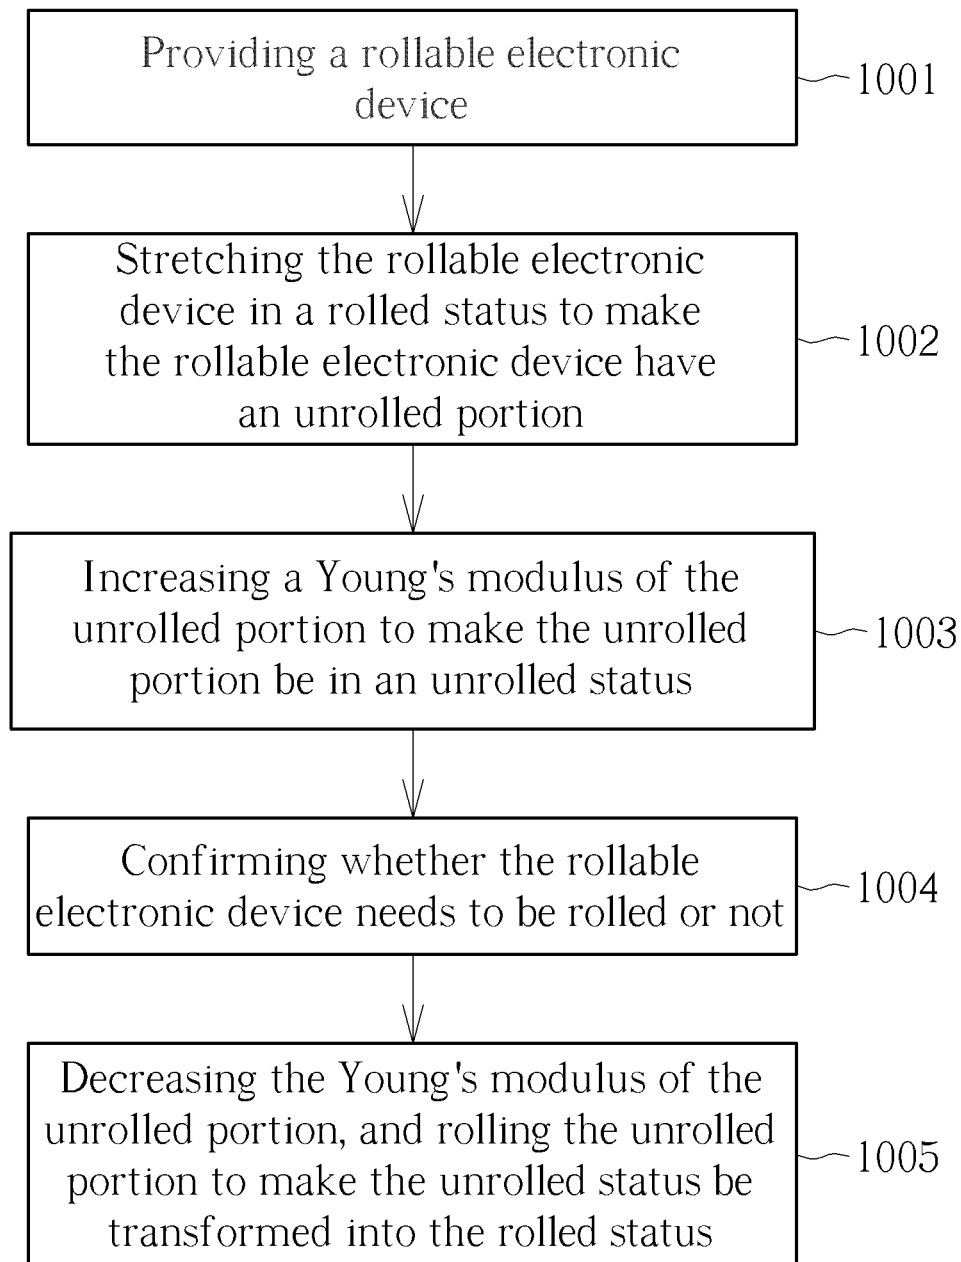 Providing a rollable electronic
device
1001
Stretching the rollable electronic
device in a rolled status to make
the rollable electronic device have
an unrolled portion
1002
Increasing a Young's modulus of the
unrolled portion to make the unrolled
portion be in an unrolled status
1003
Confirming whether the rollable
electronic device needs to be rolled or not
1004
Decreasing the Young's modulus of the
unrolled portion, and rolling the unrolled
portion to make the unrolled status be
transformed into the rolled status
1005